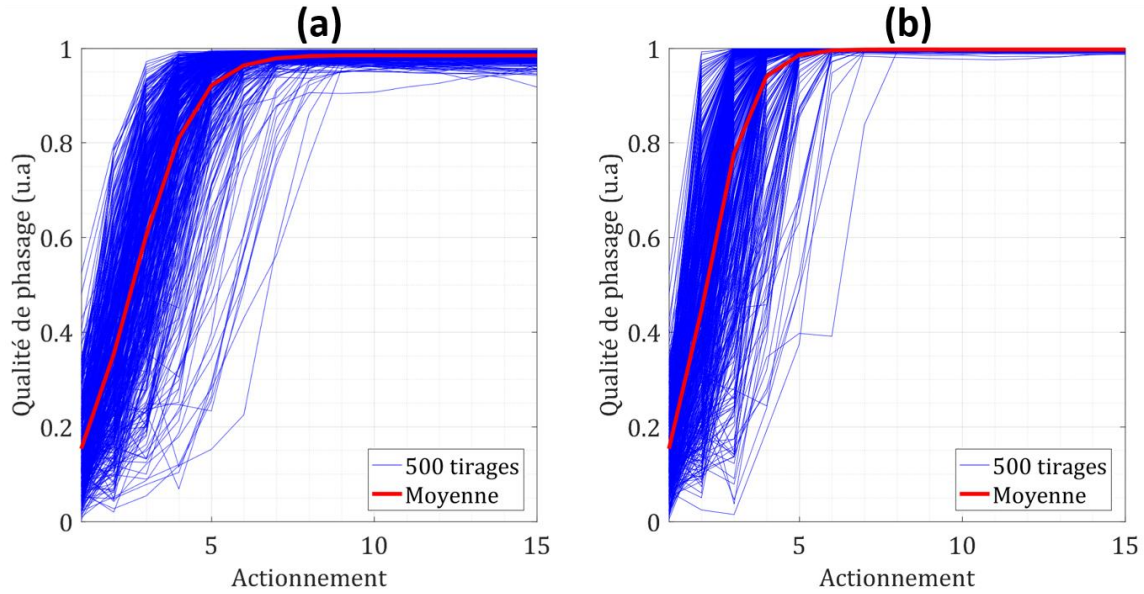 (a)
1
0.8
0.6
0.4
0.2
0
5
10
15
Qualité de phasage (u.a)
Actionnement
500 tirages
Moyenne
(b)
1
0.8
0.6
0.4
0.2
0
5
10
15
Qualité de phasage (u.a)
Actionnement
500 tirages
Moyenne